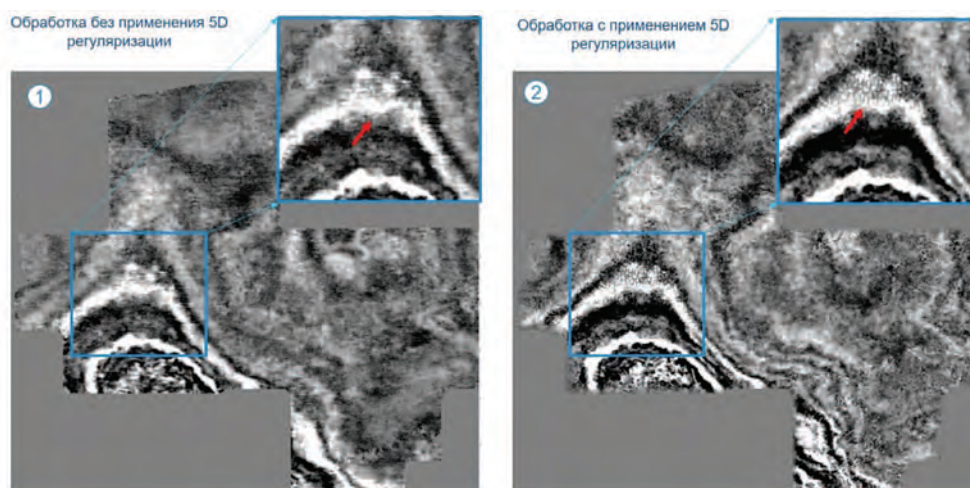 Обработка без применения 5D
регуляризации
1
Обработка с применением 5D
регуляризации
2